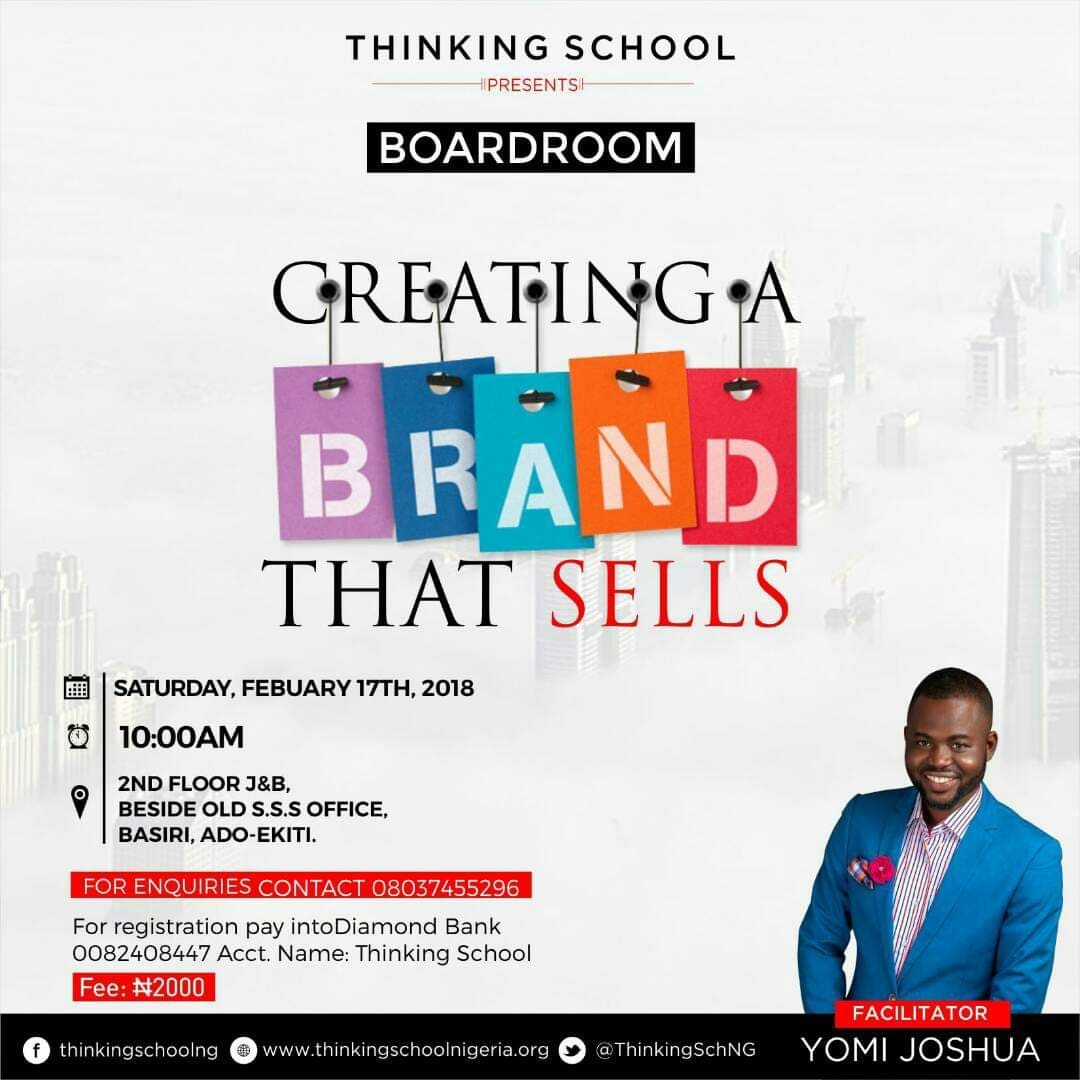 THINKING SCHOOL
PRESENTS
BOARDROOM
CREATING A
BRAND
THAT SELLS
SATURDAY, FEBUARY 17TH, 2018
10:00AM
2ND FLOOR J&B,
BESIDE OLD S.S.S OFFICE,
BASIRI, ADO-EKITI.
FOR ENQUIRIES CONTACT 08037455296
For registration pay intoDiamond Bank
0082408447 Acct. Name: Thinking School
Fee: ₦2000
FACILITATOR
YOMI JOSHUA
thinkingschoolng www.thinkingschoolnigeria.org @ThinkingSchNG